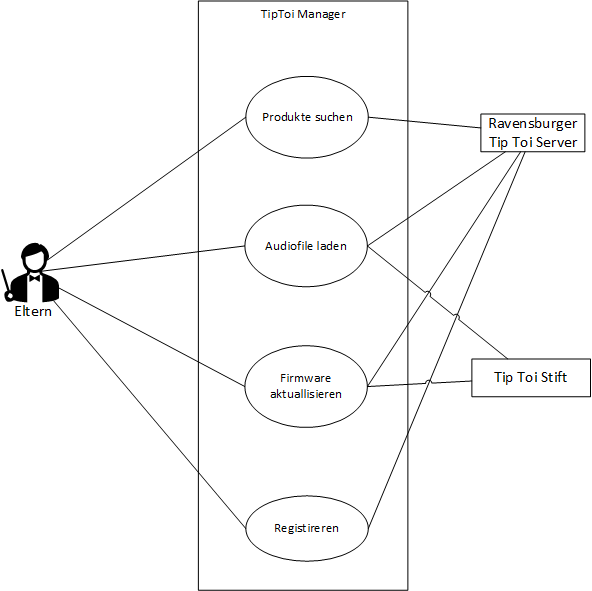 TipToi Manager
Produkte suchen
Ravensburger
Tip Toi Server
Audiofile laden
Eltern
Firmware
aktuallisieren
Tip Toi Stift
Registireren